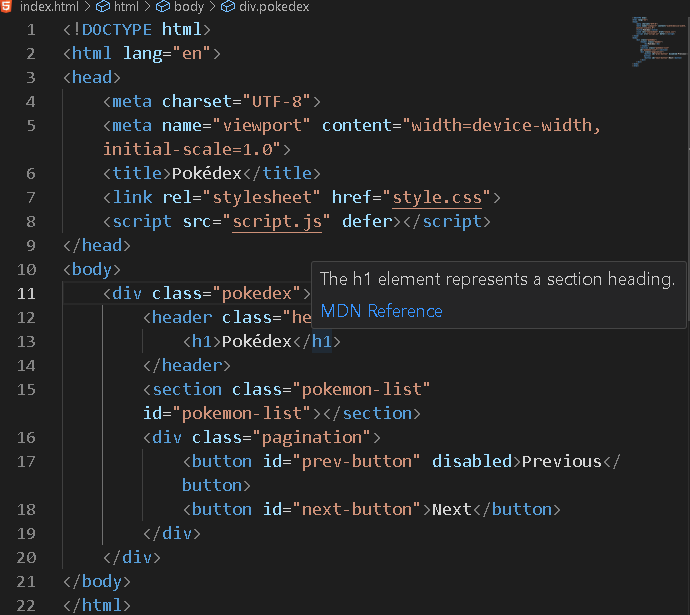 index.html > html > body > div.pokedex
1 <!DOCTYPE html>
2 <html lang="en">
3 <head>
4 <meta charset="UTF-8">
5 <meta name="viewport" content="width=device-width,
initial-scale=1.0">
6 <title>Pokédex</title>
7 <link rel="stylesheet" href="style.css">
8 <script src="script.js" defer></script>
9 </head>
10 <body>
The h1 element represents a section heading.
11 <div class="pokedex">
MDN Reference
12 <header class="he
13 <h1>Pokédex</h1>
14 </header>
15 <section class="pokemon-list"
id="pokemon-list"></section>
16 <div class="pagination">
17 <button id="prev-button" disabled>Previous</
button>
18 <button id="next-button">Next</button>
19 </div>
20 </div>
21 </body>
22 </html>